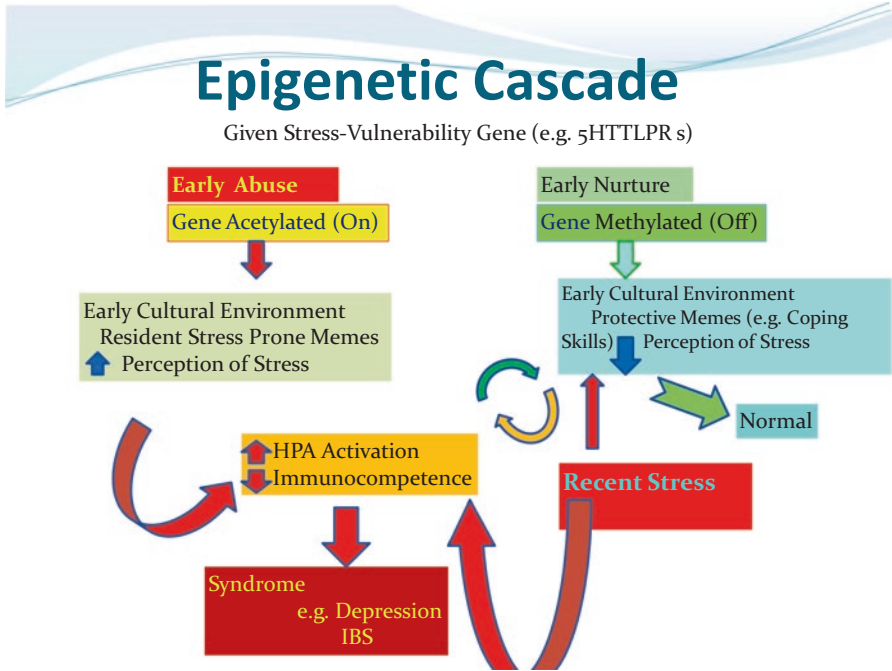 Epigenetic Cascade
Given Stress-Vulnerability Gene (e.g. 5HTTLPR s)
Early Abuse
Gene Acetylated (On)
Early Nurture
Gene Methylated (Off)
Early Cultural Environment
Resident Stress Prone Memes
Perception of Stress
Early Cultural Environment
Protective Memes (e.g. Coping
Skills) Perception of Stress
Normal
HPA Activation
Immunocompetence
Recent Stress
Syndrome
e.g. Depression
IBS